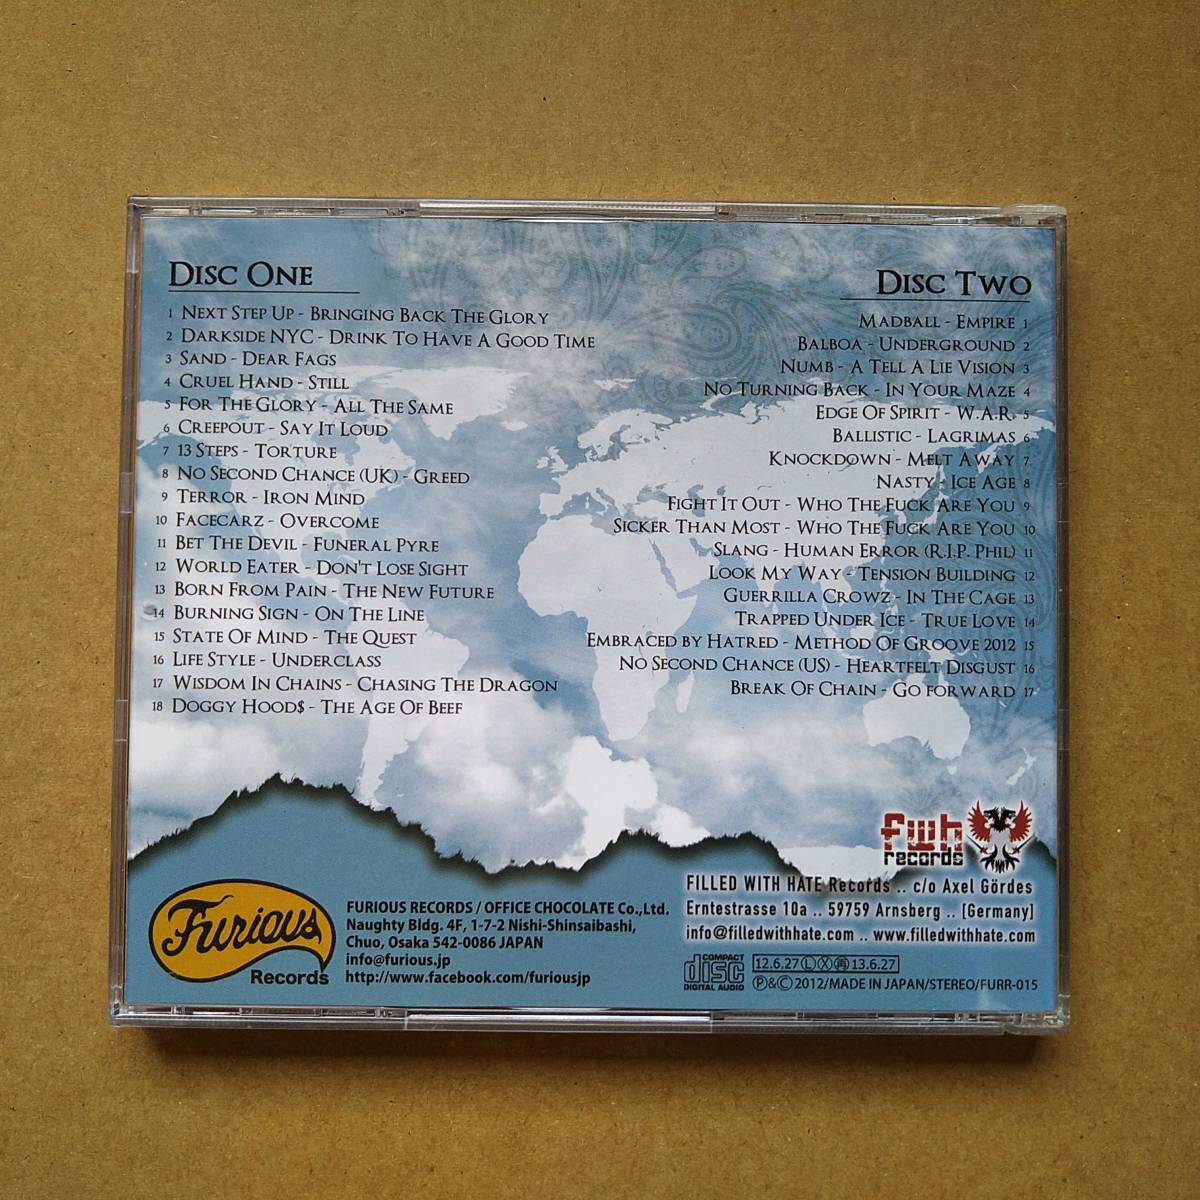 DISC ONE
1 NEXT STEP UP - BRINGING BACK THE GLORY
2 DARKSIDE NYC - DRINK TO HAVE A GOOD TIME
3 SAND - DEAR FAGS
4 CRUEL HAND - STILL
5 FOR THE GLORY - ALL THE SAME
6 CREEPOUT - SAY IT LOUD
7 13 STEPS - TORTURE
8 NO SECOND CHANCE (UK) - GREED
9 TERROR - IRON MIND
10 FACECARZ - OVERCOME
11 BET THE DEVIL - FUNERAL PYRE
12 WORLD EATER - DON'T LOSE SIGHT
13 BORN FROM PAIN - THE NEW FUTURE
14 BURNING SIGN - ON THE LINE
15 STATE OF MIND - THE QUEST
16 LIFE STYLE - UNDERCLASS
17 WISDOM IN CHAINS - CHASING THE DRAGON
18 DOGGY HOOD$ - THE AGE OF BEEF
DISC TWO
MADBALL - EMPIRE 1
BALBOA - UNDERGROUND 2
NUMB - A TELL A LIE VISION 3
NO TURNING BACK - IN YOUR MAZE 4
EDGE OF SPIRIT - W.A.R. 5
BALLISTIC - LAGRIMAS 6
KNOCKDOWN - MELT AWAY 7
NASTY - ICE AGE 8
FIGHT IT OUT - WHO THE FUCK ARE YOU 9
SICKER THAN MOST - WHO THE FUCK ARE YOU 10
SLANG - HUMAN ERROR (R.I.P. PHIL) 11
LOOK MY WAY - TENSION BUILDING 12
GUERRILLA CROWZ - IN THE CAGE 13
TRAPPED UNDER ICE - TRUE LOVE 14
EMBRACED BY HATRED - METHOD OF GROOVE 2012 15
NO SECOND CHANCE (US) - HEARTFELT DISGUST 16
BREAK OF CHAIN - GO FORWARD 17
fwh
records
Furious
Records
FURIOUS RECORDS / OFFICE CHOCOLATE Co.,Ltd.
Naughty Bldg. 4F, 1-7-2 Nishi-Shinsaibashi,
Chuo, Osaka 542-0086 JAPAN
info@furious.jp
http://www.facebook.com/furiousjp
FILLED WITH HATE Records .. c/o Axel Gördes
Erntestrasse 10a .. 59759 Arnsberg .. [Germany]
info@filledwithhate.com .. www.filledwithhate.com
COMPACT
disc
DIGITAL AUDIO
12.6.27ⓁⓍ㊣13.6.27
Ⓟ&Ⓒ2012/MADE IN JAPAN/STEREO/FURR-015